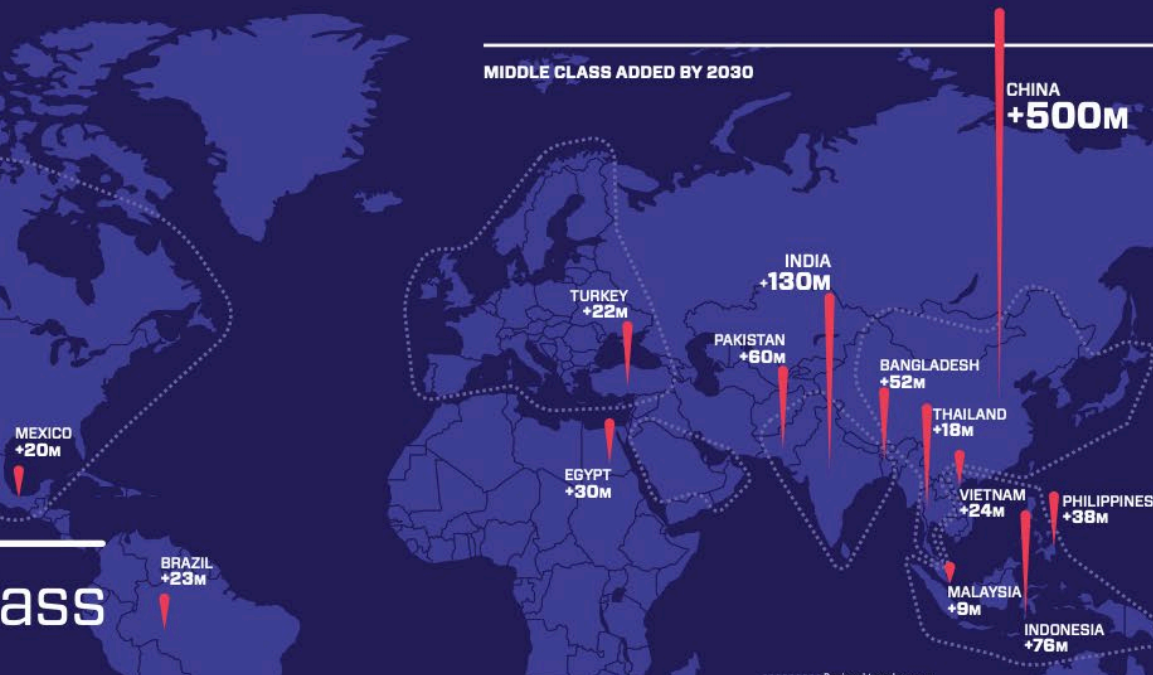 MIDDLE CLASS ADDED BY 2030
CHINA
+500M
INDIA
+130M
TURKEY
+22M
PAKISTAN
+60M
BANGLADESH
+52M
THAILAND
+18M
MEXICO
+20M
EGYPT
+30M
VIETNAM
+24M
PHILIPPINES
+38M
BRAZIL
+23M
ass
MALAYSIA
+9M
INDONESIA
+76M